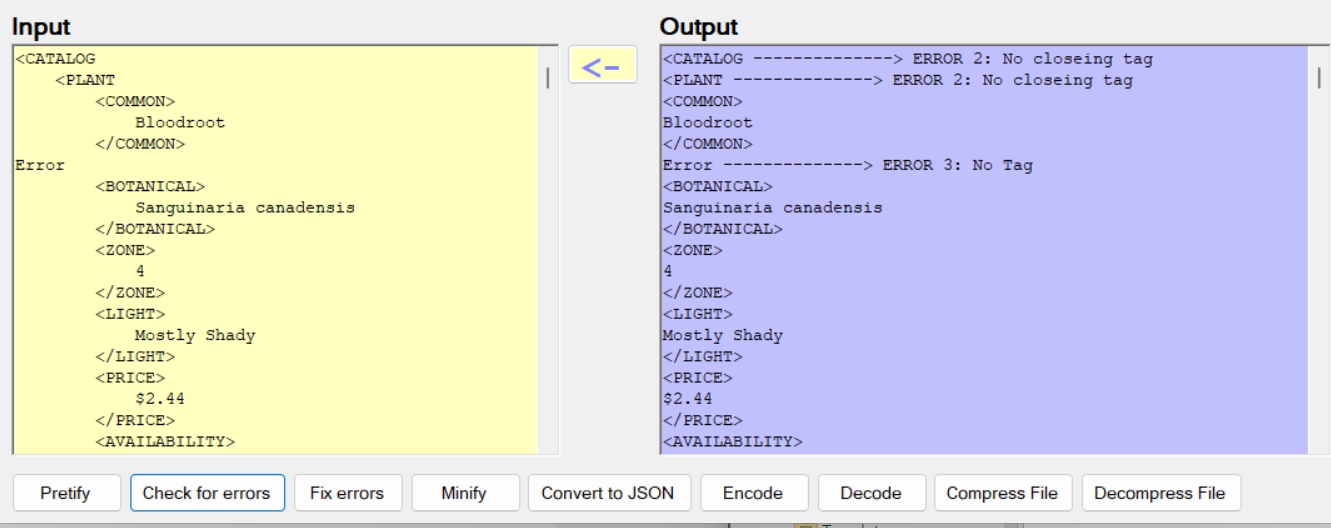 Input
<CATALOG
<PLANT
<COMMON>
Bloodroot
</COMMON>
Error
<BOTANICAL>
Sanguinaria canadensis
</BOTANICAL>
<ZONE>
4
</ZONE>
<LIGHT>
Mostly Shady
</LIGHT>
<PRICE>
$2.44
</PRICE>
<AVAILABILITY>
<-
Output
<CATALOG --------------> ERROR 2: No closeing tag
<PLANT --------------> ERROR 2: No closeing tag
<COMMON>
Bloodroot
</COMMON>
Error --------------> ERROR 3: No Tag
<BOTANICAL>
Sanguinaria canadensis
</BOTANICAL>
<ZONE>
4
</ZONE>
<LIGHT>
Mostly Shady
</LIGHT>
<PRICE>
$2.44
</PRICE>
<AVAILABILITY>
Pretify Check for errors Fix errors Minify Convert to JSON Encode Decode Compress File Decompress File